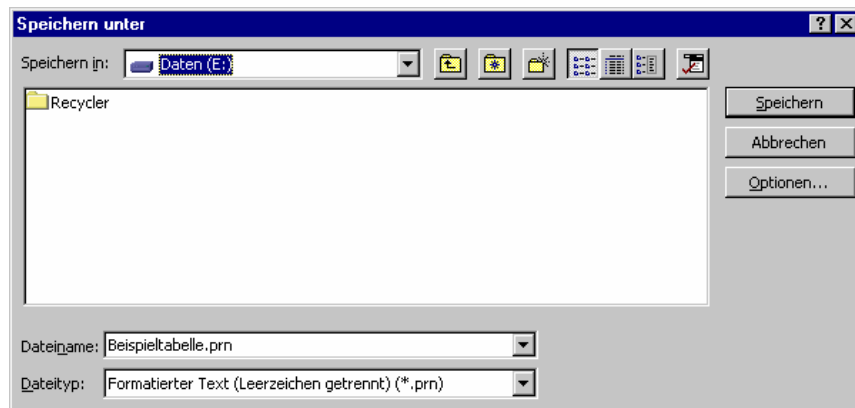 Speichern unter
Speichern in: Daten (E:)
Recycler
Speichern
Abbrechen
Optionen...
Dateiname: Beispieltabelle.prn
Dateityp: Formatierter Text (Leerzeichen getrennt) (*.prn)